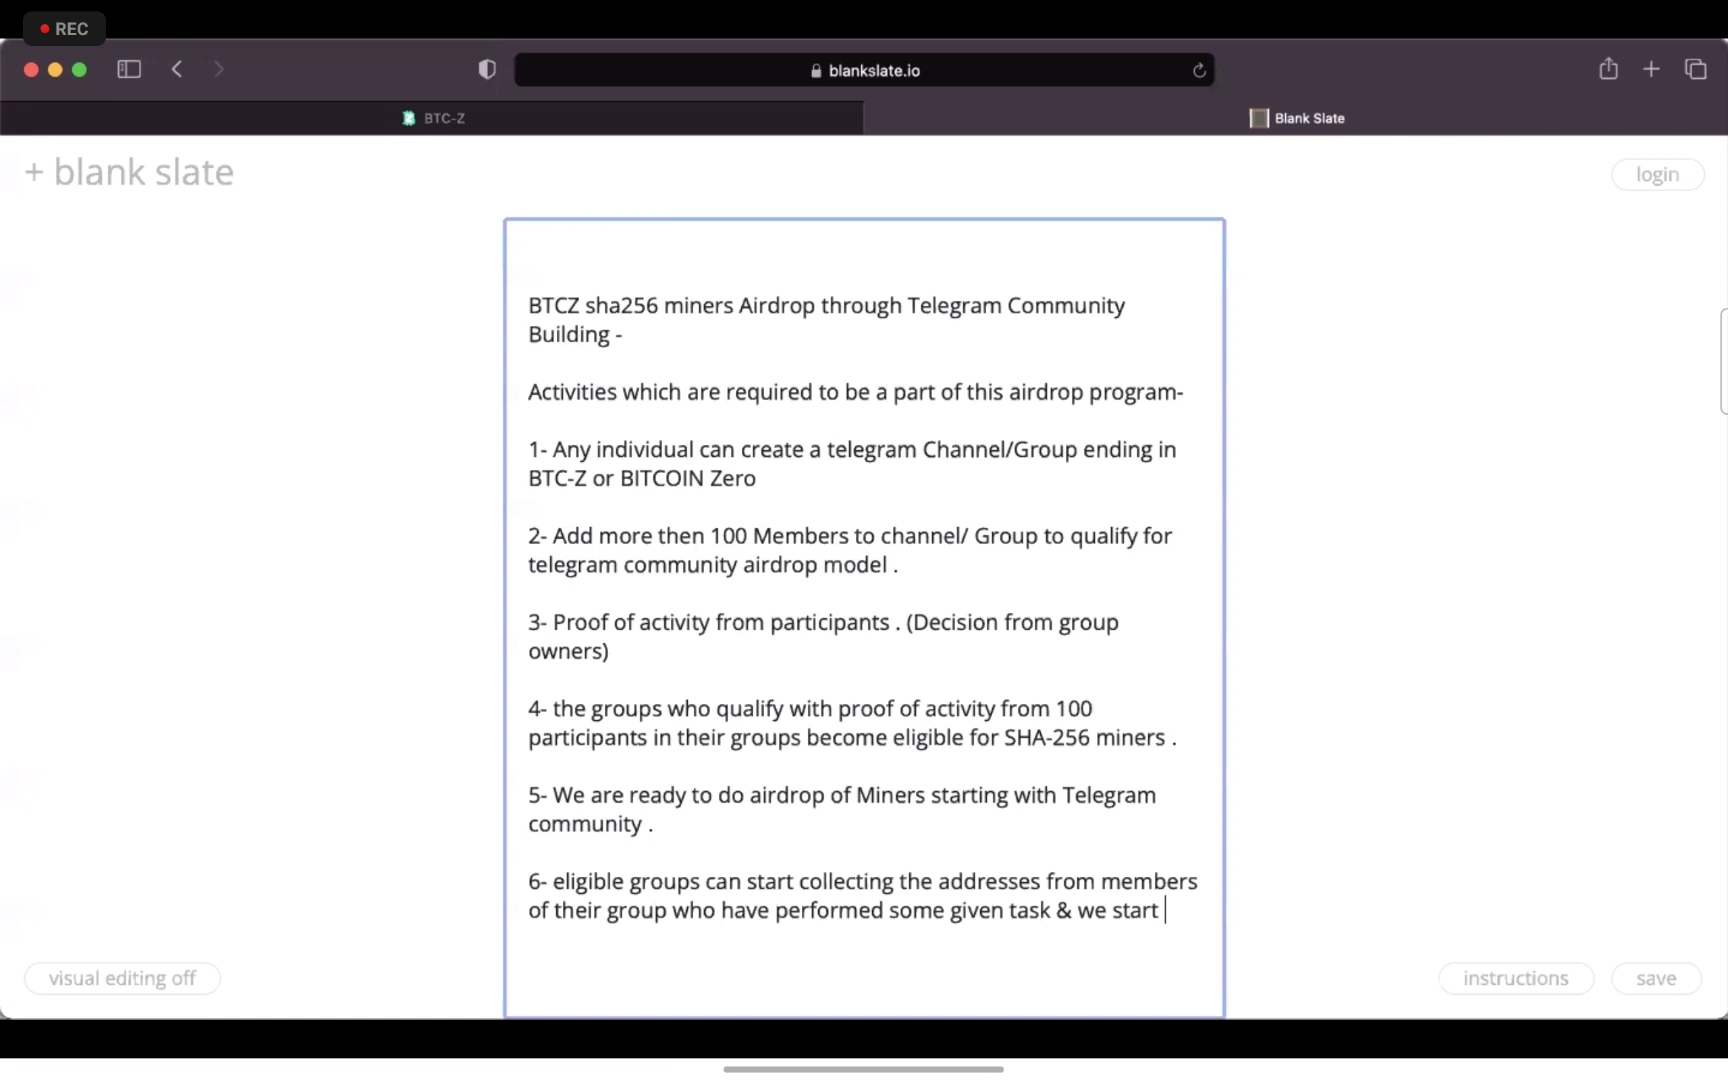 REC
blankslate.io
BTC-Z
Blank Slate
+ blank slate
login
BTCZ sha256 miners Airdrop through Telegram Community
Building -
Activities which are required to be a part of this airdrop program-
1- Any individual can create a telegram Channel/Group ending in
BTC-Z or BITCOIN Zero
2- Add more then 100 Members to channel/ Group to qualify for
telegram community airdrop model .
3- Proof of activity from participants . (Decision from group
owners)
4- the groups who qualify with proof of activity from 100
participants in their groups become eligible for SHA-256 miners .
5- We are ready to do airdrop of Miners starting with Telegram
community .
6- eligible groups can start collecting the addresses from members
of their group who have performed some given task & we start
visual editing off
instructions
save